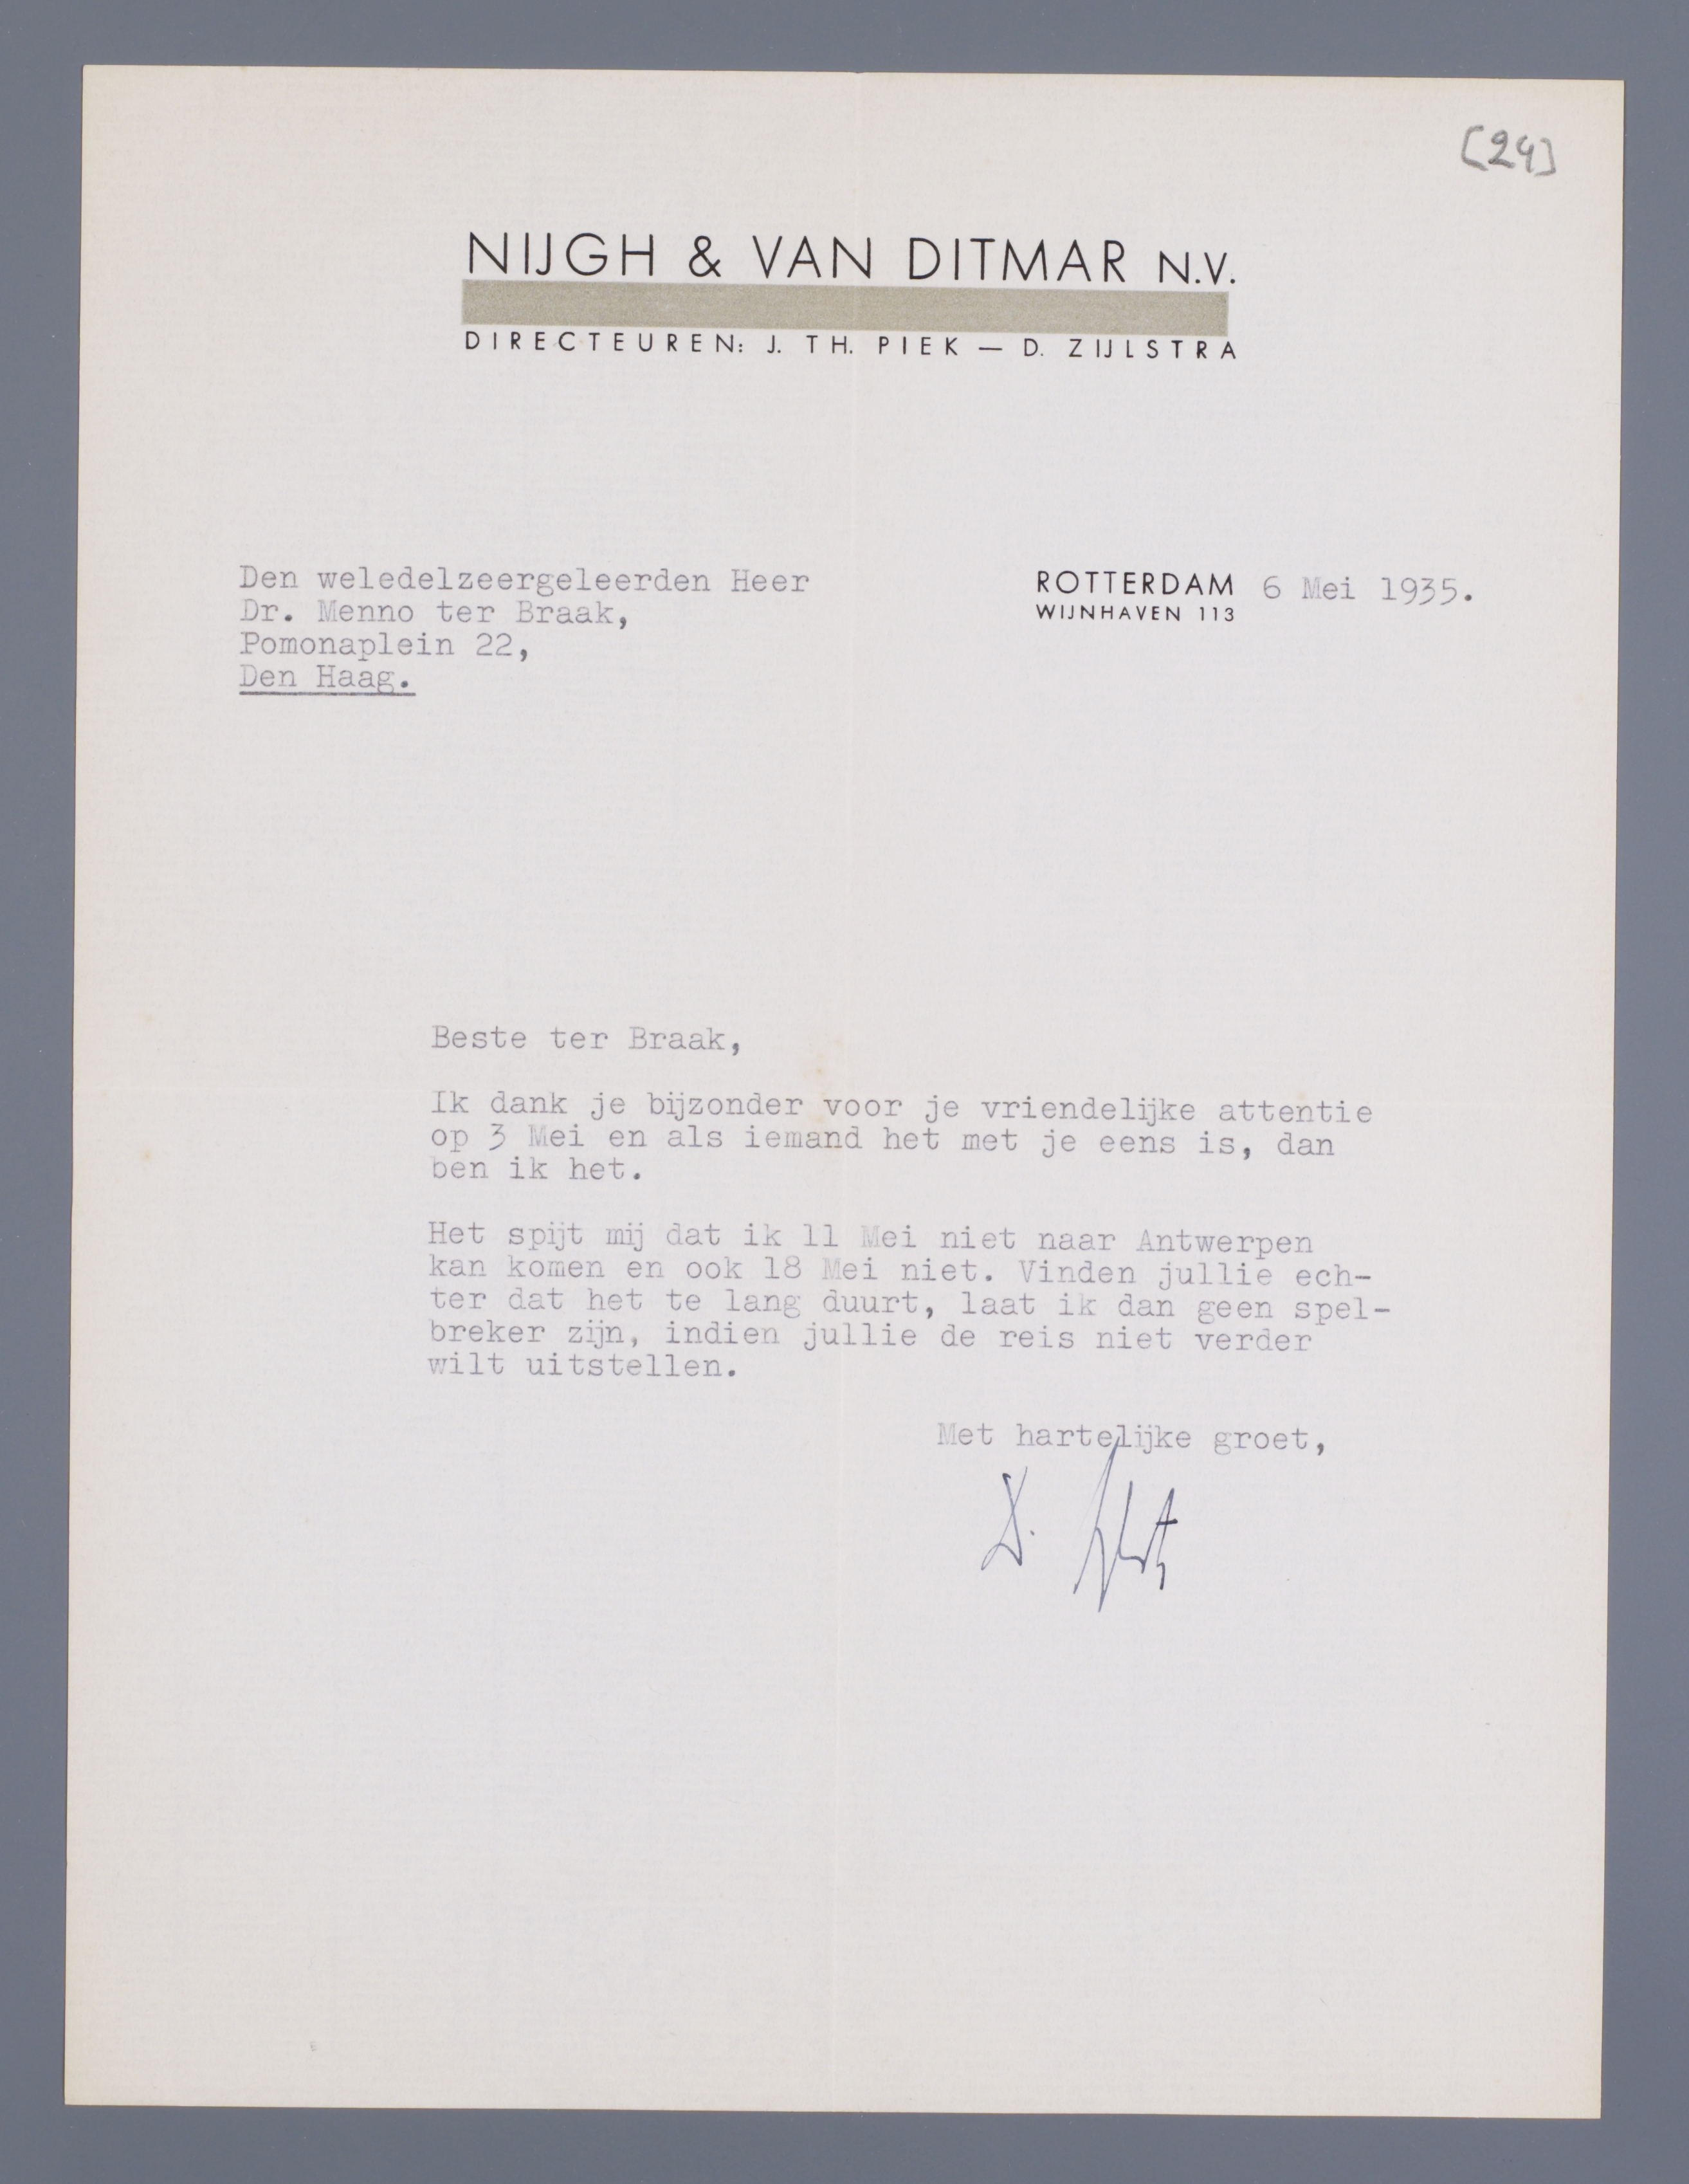 [24]
NIJGH & VAN DITMAR N.V.
DIRECTEUREN: J. TH. PIEK — D. ZIJLSTRA
Den weledelzeergeleerden Heer
Dr. Menno ter Braak,
Pomonaplein 22,
Den Haag.
ROTTERDAM 6 Mei 1935.
WIJNHAVEN 113
Beste ter Braak,
Ik dank je bijzonder voor je vriendelijke attentie
op 3 Mei en als iemand het met je eens is, dan
ben ik het.
Het spijt mij dat ik 11 Mei niet naar Antwerpen
kan komen en ook 18 Mei niet. Vinden jullie ech-
ter dat het te lang duurt, laat ik dan geen spel-
breker zijn, indien jullie de reis niet verder
wilt uitstellen.
Met hartelijke groet,
D.